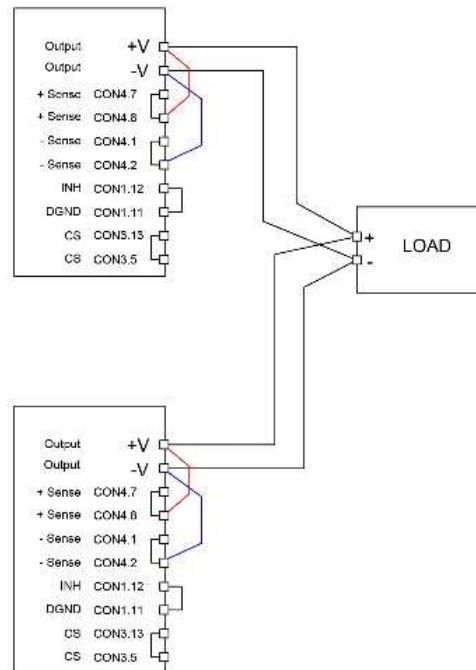 Output +V
Output -V
+ Sense CON4.7
+ Sense CON4.8
- Sense CON4.1
- Sense CON4.2
INH CON1.12
DGND CON1.11
CS CON3.13
CS CON3.5
+ LOAD
-
Output +V
Output -V
+ Sense CON4.7
+ Sense CON4.8
- Sense CON4.1
- Sense CON4.2
INH CON1.12
DGND CON1.11
CS CON3.13
CS CON3.5